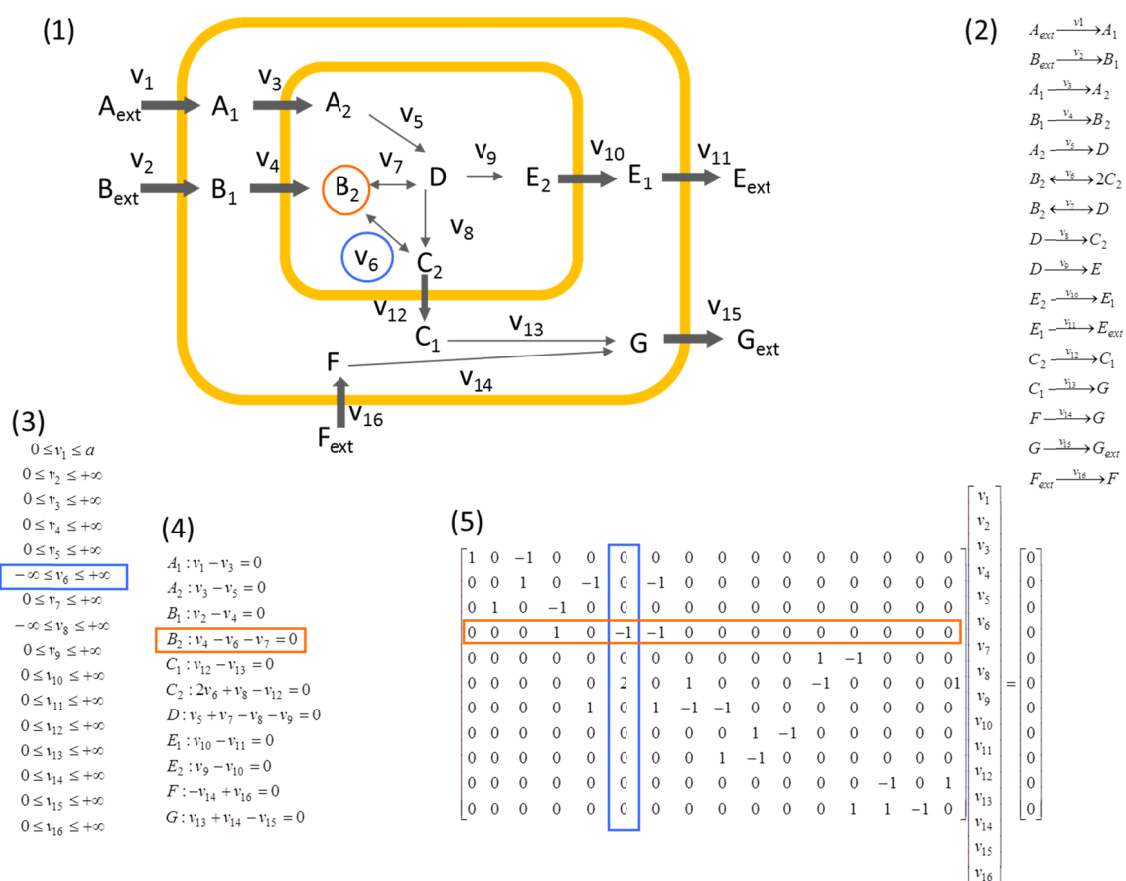 (1)
v1
v3
Aext
A1
A2
v5
v2
v4
v7
v9
v10
v11
Bext
B1
B2
D
E2
E1
Eext
v8
v6
C2
v12
v13
v15
C1
G
Gext
F
v14
v16
Fext
(2)
Aext v1→ A1
Bext v2→ B1
A1 v3→ A2
B1 v4→ B2
A2 v5→ D
B2 ←v6→ 2C2
B2 ←v7→ D
D v8→ C2
D v9→ E
E2 v10→ E1
E1 v11→ Eext
C2 v12→ C1
C1 v13→ G
F v14→ G
G v15→ Gext
Fext v16→ F
(3)
0 ≤ v1 ≤ a
0 ≤ v2 ≤ +∞
0 ≤ v3 ≤ +∞
0 ≤ v4 ≤ +∞
0 ≤ v5 ≤ +∞
−∞ ≤ v6 ≤ +∞
0 ≤ v7 ≤ +∞
−∞ ≤ v8 ≤ +∞
0 ≤ v9 ≤ +∞
0 ≤ v10 ≤ +∞
0 ≤ v11 ≤ +∞
0 ≤ v12 ≤ +∞
0 ≤ v13 ≤ +∞
0 ≤ v14 ≤ +∞
0 ≤ v15 ≤ +∞
0 ≤ v16 ≤ +∞
(4)
A1 : v1 − v3 = 0
A2 : v3 − v5 = 0
B1 : v2 − v4 = 0
B2 : v4 − v6 − v7 = 0
C1 : v12 − v13 = 0
C2 : 2v6 + v8 − v12 = 0
D : v5 + v7 − v8 − v9 = 0
E1 : v10 − v11 = 0
E2 : v9 − v10 = 0
F : −v14 + v16 = 0
G : v13 + v14 − v15 = 0
(5)
1 0 −1 0 0 0 0 0 0 0 0 0 0 0 0 0
0 0 1 0 −1 0 −1 0 0 0 0 0 0 0 0 0
0 1 0 −1 0 0 0 0 0 0 0 0 0 0 0 0
0 0 0 1 0 −1 −1 0 0 0 0 0 0 0 0 0
0 0 0 0 0 0 0 0 0 0 0 1 −1 0 0 0
0 0 0 0 0 2 0 1 0 0 0 −1 0 0 0 01
0 0 0 0 1 0 1 −1 −1 0 0 0 0 0 0 0
0 0 0 0 0 0 0 0 0 1 −1 0 0 0 0 0
0 0 0 0 0 0 0 0 1 −1 0 0 0 0 0 0
0 0 0 0 0 0 0 0 0 0 0 0 0 −1 0 1
0 0 0 0 0 0 0 0 0 0 0 0 1 1 −1 0
v1
v2
v3
v4
v5
v6
v7
v8
v9
v10
v11
v12
v13
v14
v15
v16
=
0
0
0
0
0
0
0
0
0
0
0